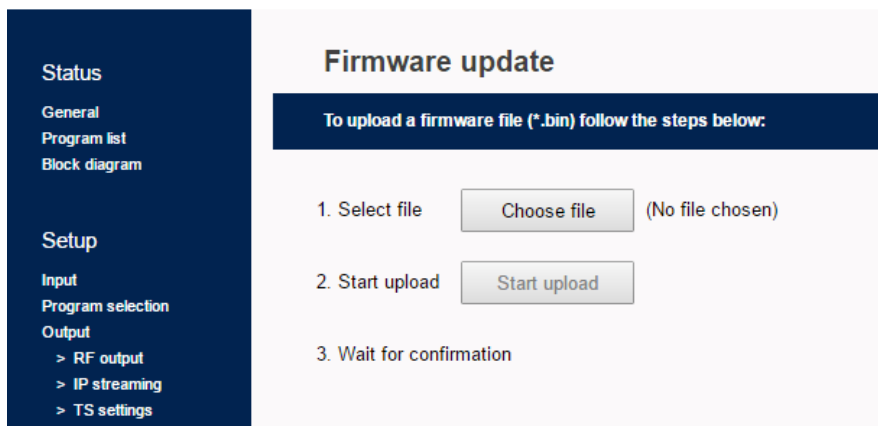 Status
General
Program list
Block diagram
Setup
Input
Program selection
Output
> RF output
> IP streaming
> TS settings
Firmware update
To upload a firmware file (*.bin) follow the steps below:
1. Select file Choose file (No file chosen)
2. Start upload Start upload
3. Wait for confirmation